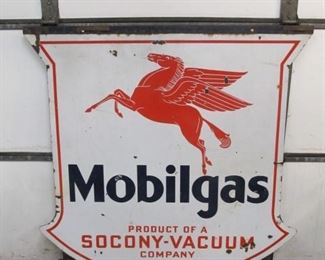 Mobilgas
PRODUCT OF A
SOCONY-VACUUM
COMPANY